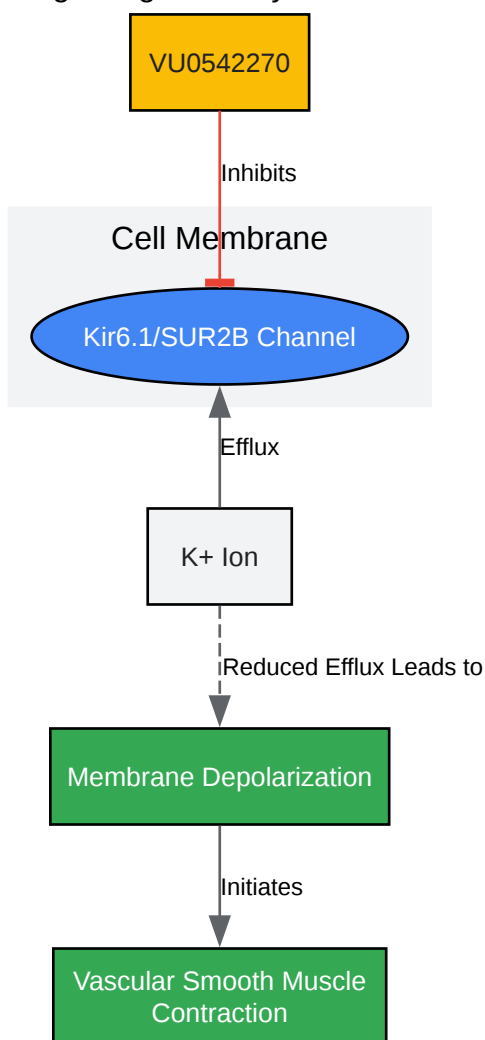 VU0542270
Inhibits
Cell Membrane
Kir6.1/SUR2B Channel
Efflux
K+ Ion
Reduced Efflux Leads to
Membrane Depolarization
Initiates
Vascular Smooth Muscle
Contraction